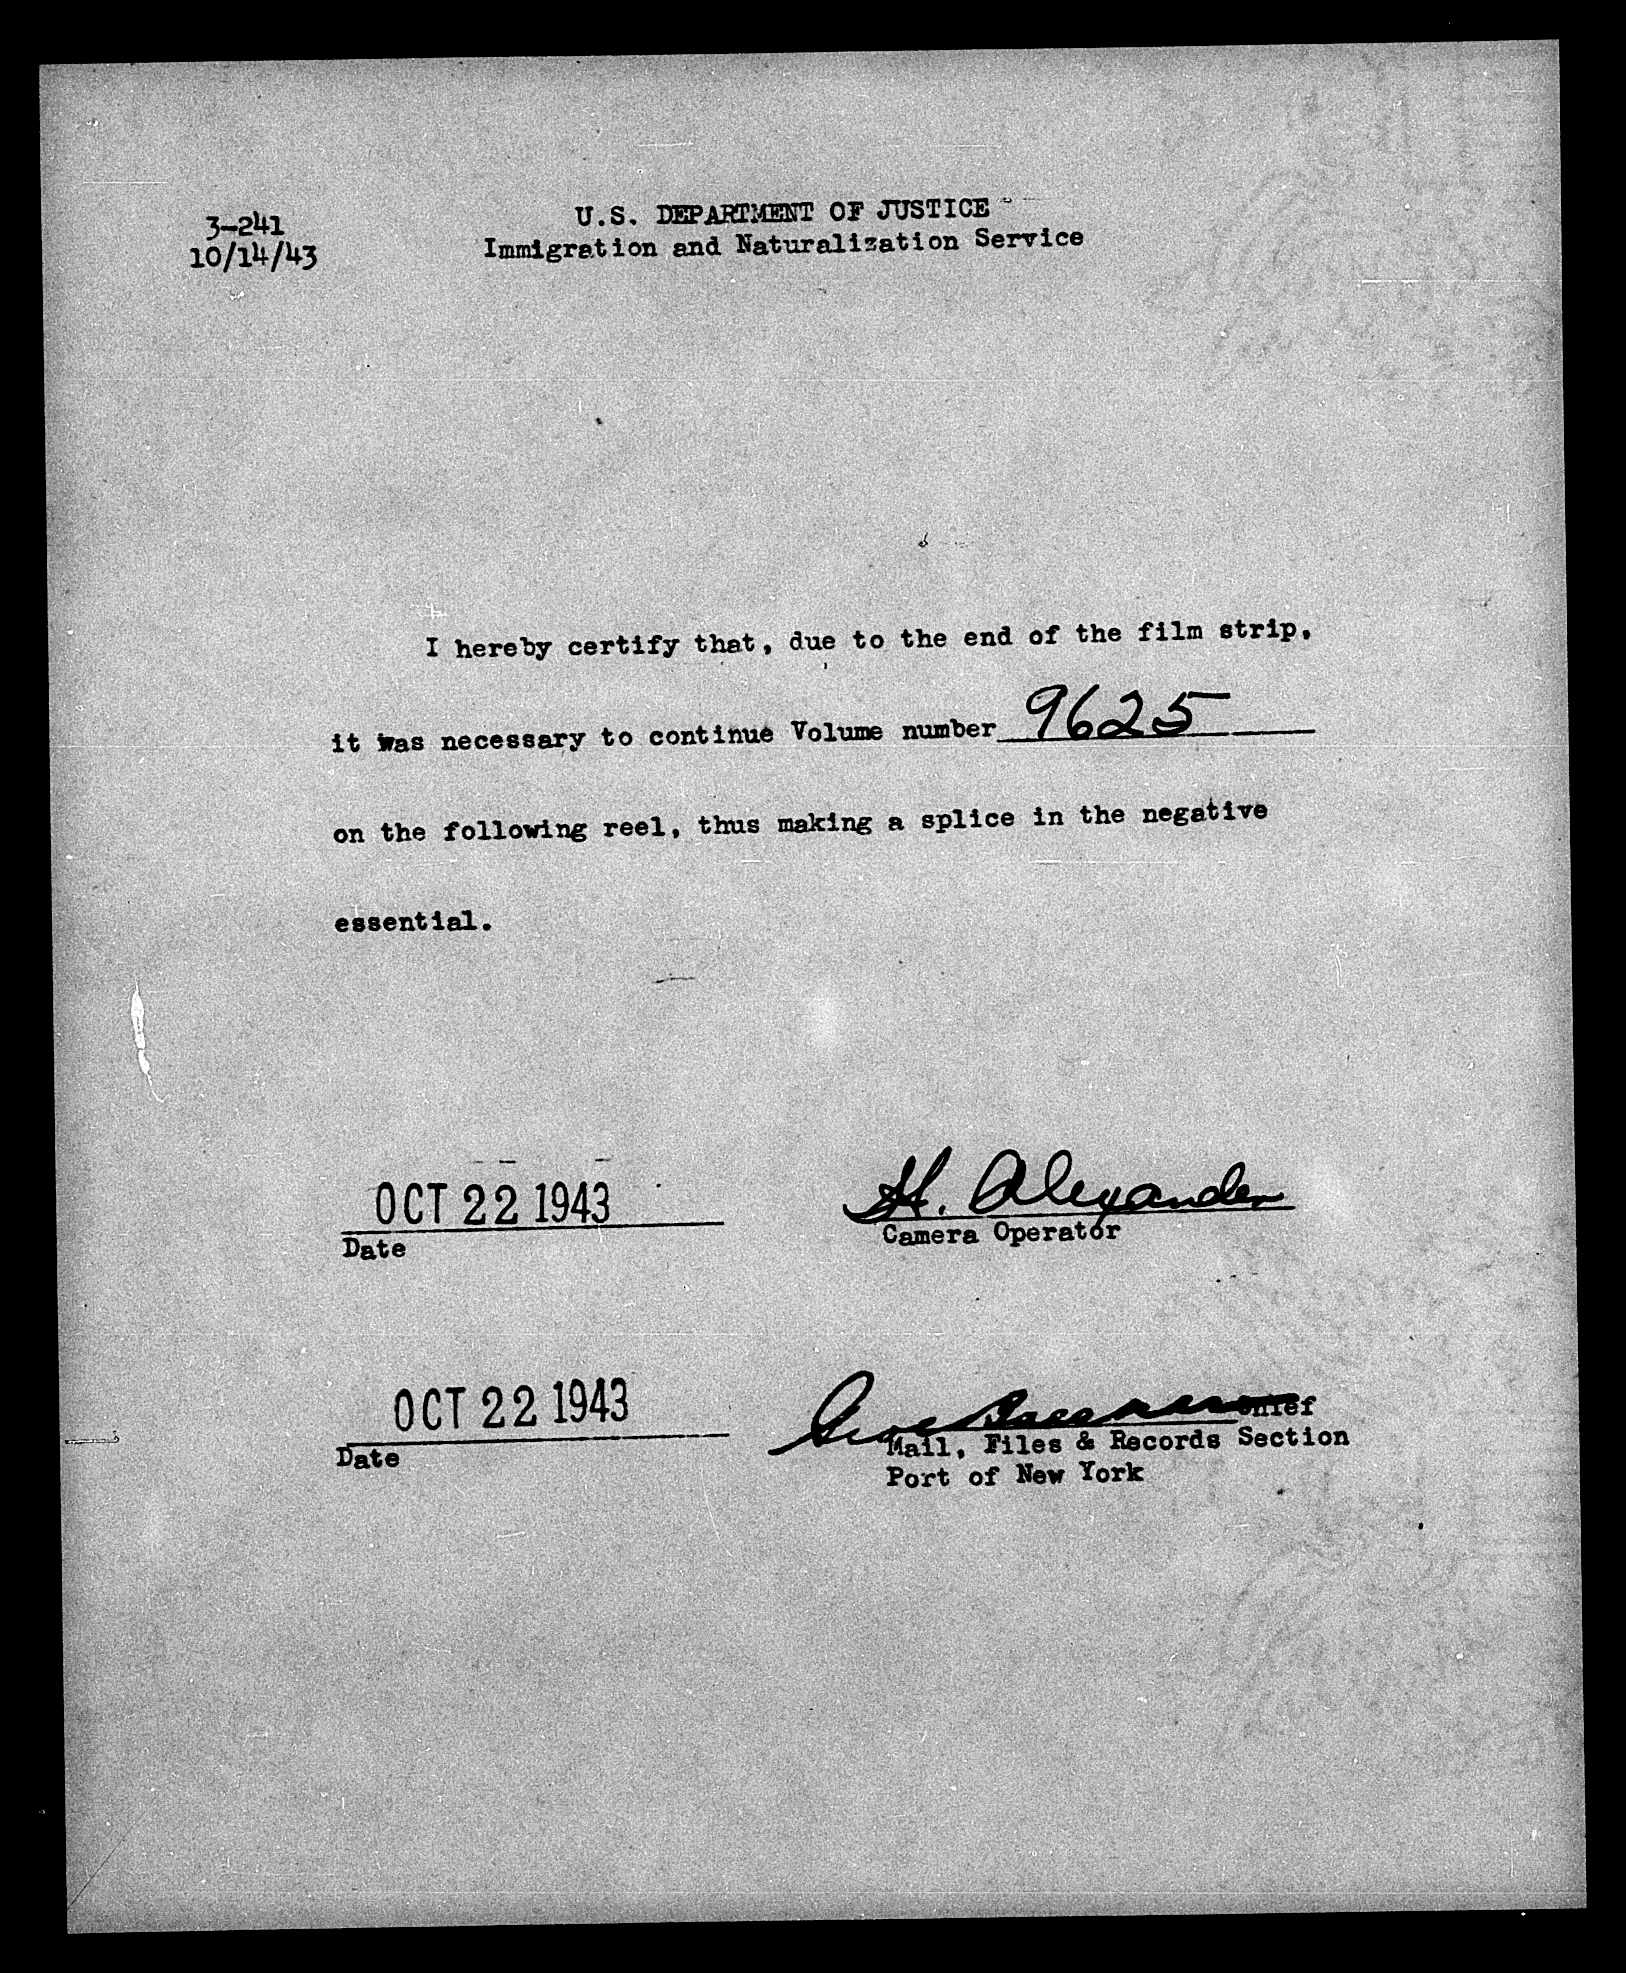 3-241
10/14/43
U.S. DEPARTMENT OF JUSTICE
Immigration and Naturalization Service
I hereby certify that, due to the end of the film strip,
it was necessary to continue Volume number 9625
on the following reel, thus making a splice in the negative
essential.
OCT 22 1943
Date
H. Alexander
Camera Operator
OCT 22 1943
Date
Chief
Mail, Files & Records Section
Port of New York